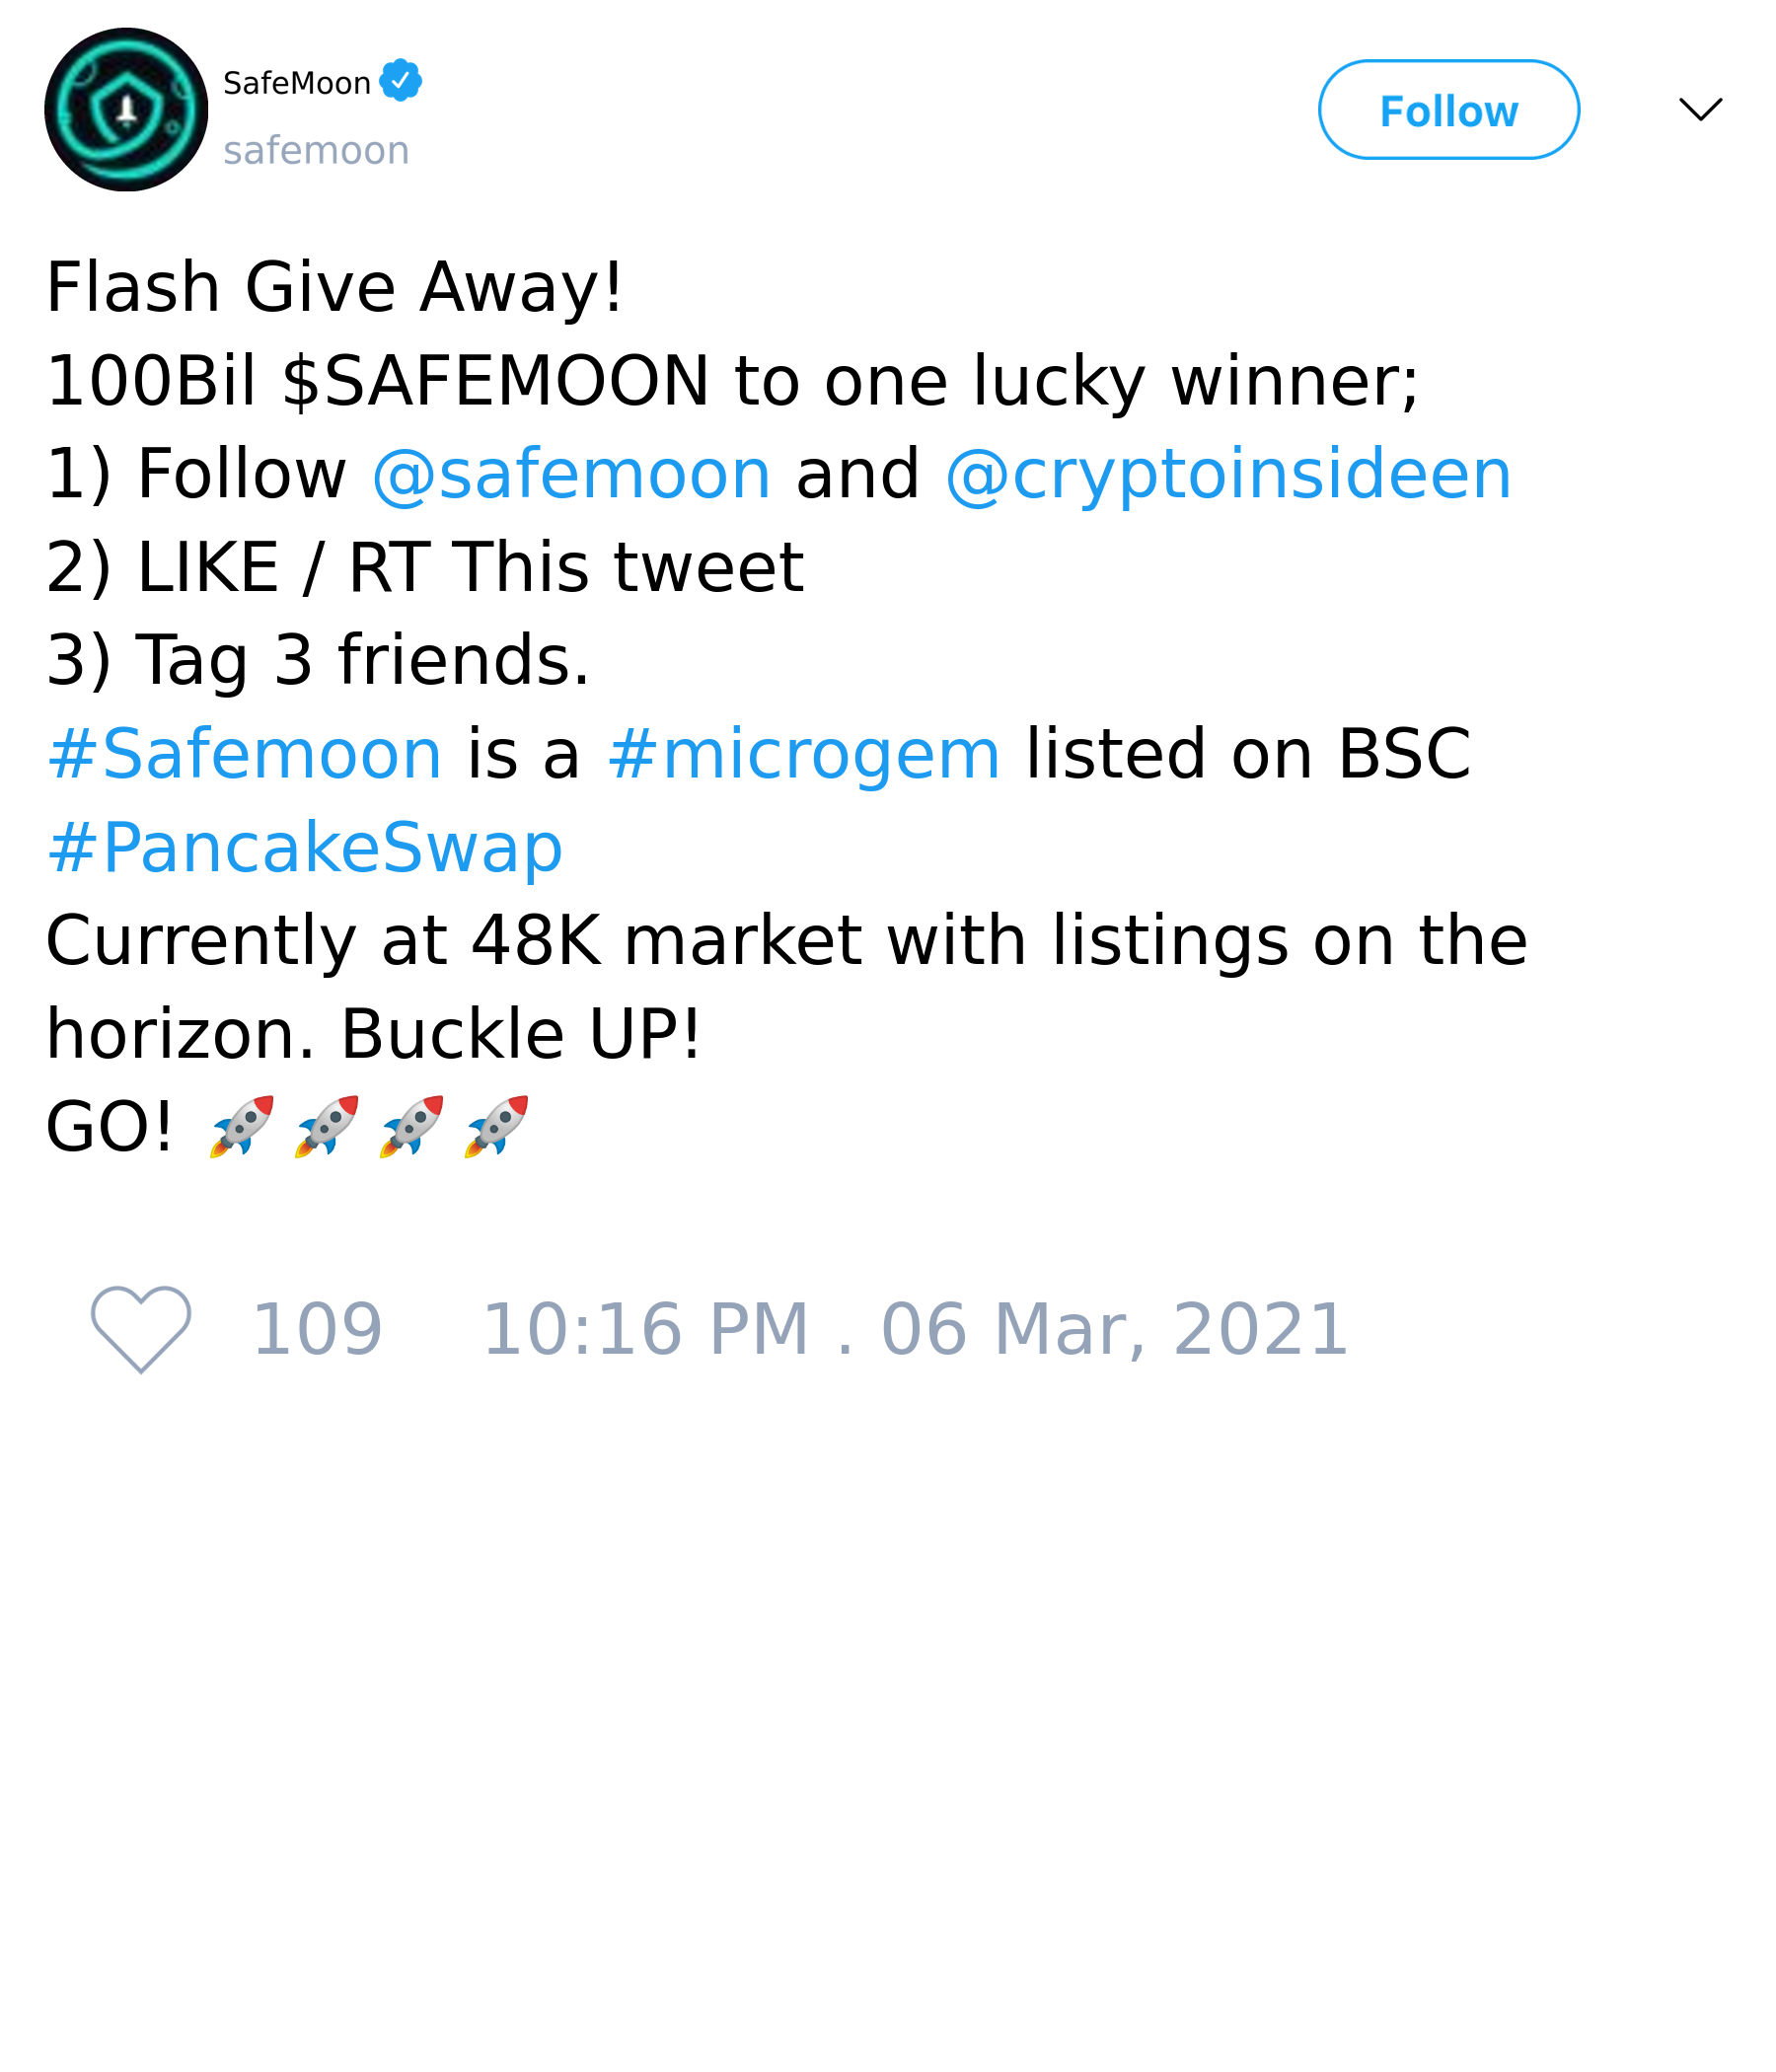 SafeMoon
safemoon
Follow
Flash Give Away!
100Bil $SAFEMOON to one lucky winner;
1) Follow @safemoon and @cryptoinsideen
2) LIKE / RT This tweet
3) Tag 3 friends.
#Safemoon is a #microgem listed on BSC
#PancakeSwap
Currently at 48K market with listings on the
horizon. Buckle UP!
GO! 🚀🚀🚀🚀
109 10:16 PM . 06 Mar, 2021